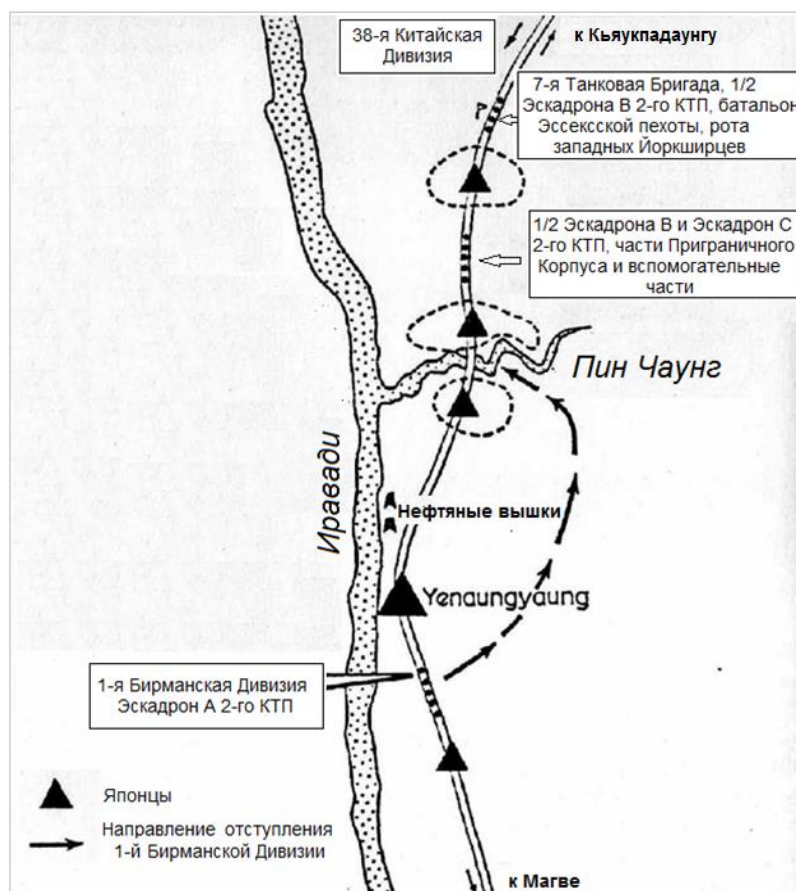 38-я Китайская
Дивизия
к Кьяукпадаунгу
7-я Танковая Бригада, 1/2
Эскадрона В 2-го КТП, батальон
Эссексской пехоты, рота
западных Йоркширцев
1/2 Эскадрона В и Эскадрон С
2-го КТП, части Приграничного
Корпуса и вспомогательные
части
Пин Чаунг
Иравади
Нефтяные вышки
Yenaungyaung
1-я Бирманская Дивизия
Эскадрон А 2-го КТП
Японцы
Направление отступления
1-й Бирманской Дивизии
к Магве